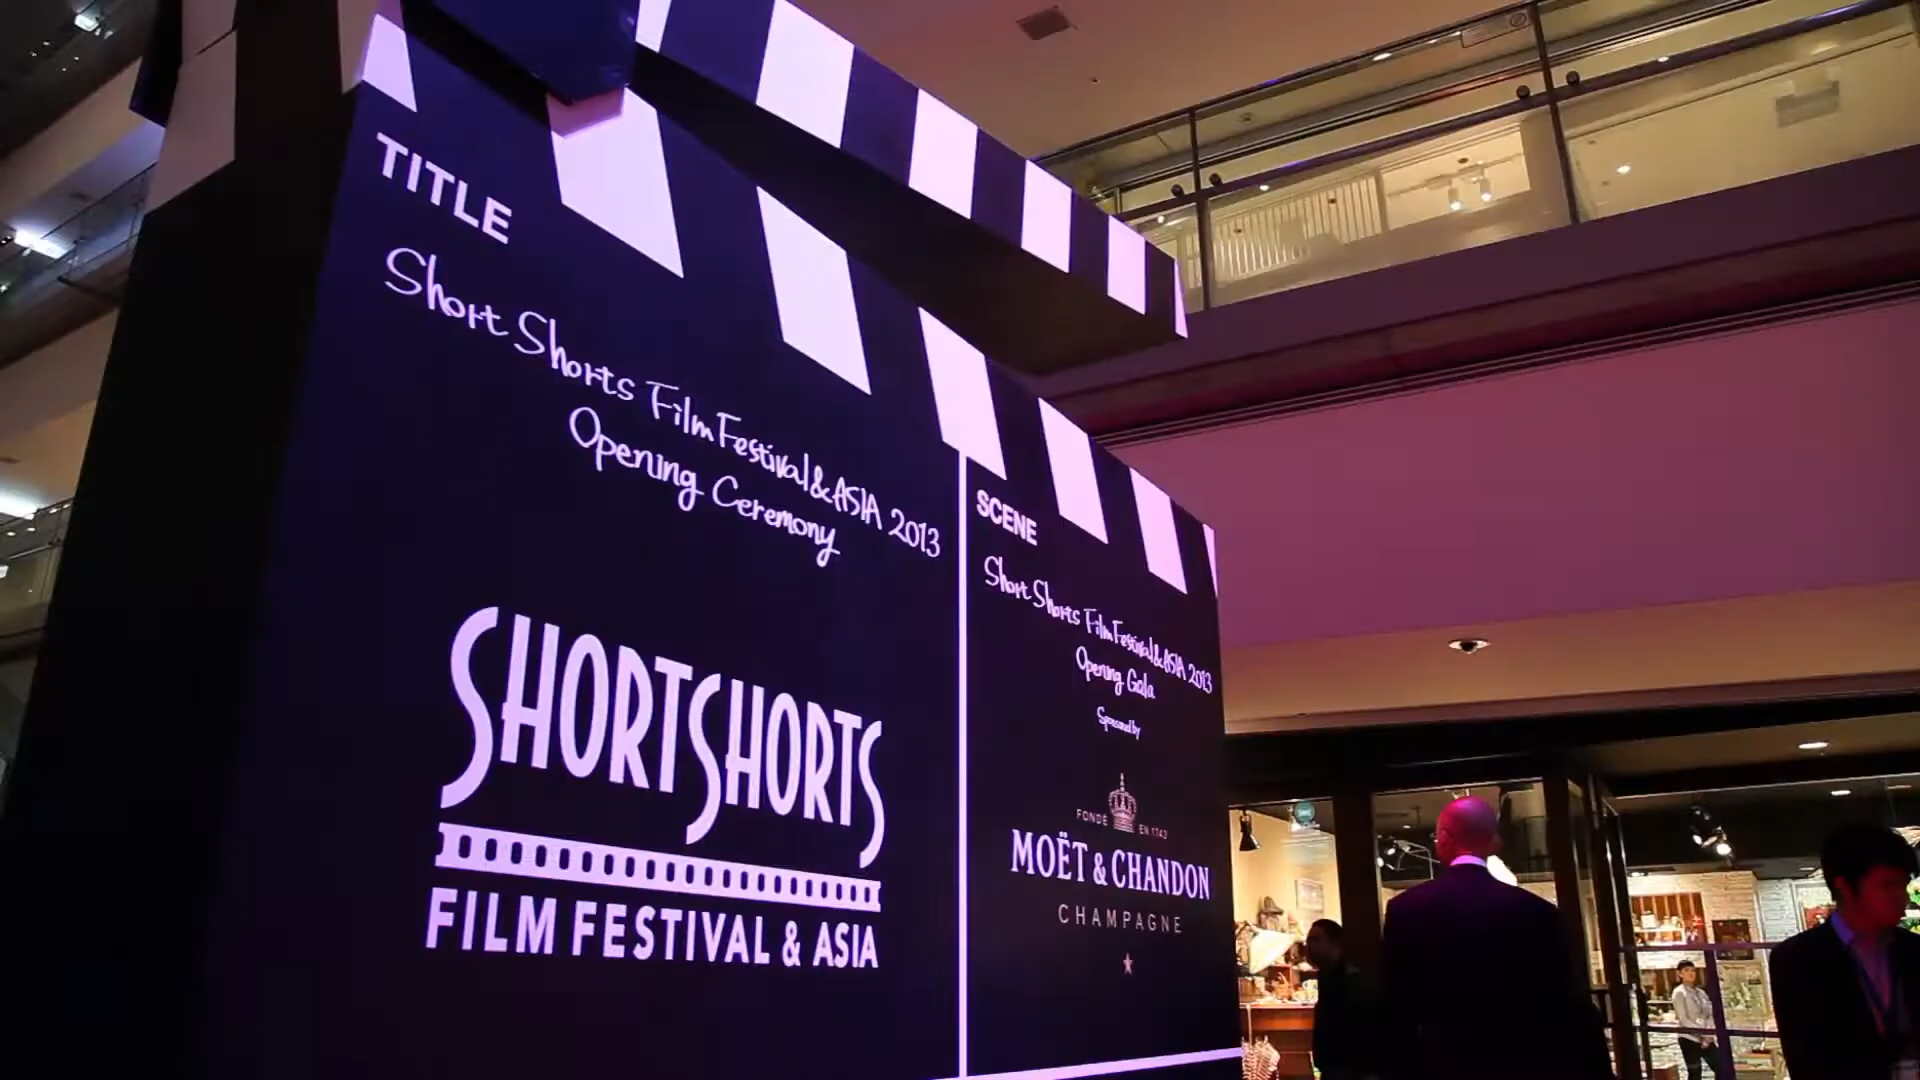 TITLE
Short Shorts Film Festival & ASIA 2013
Opening Ceremony
SHORTSHORTS
FILM FESTIVAL & ASIA
SCENE
Short Shorts Film Festival & ASIA 2013
Opening Gala
Sponsored by
FONDÉ EN 1743
MOËT & CHANDON
CHAMPAGNE